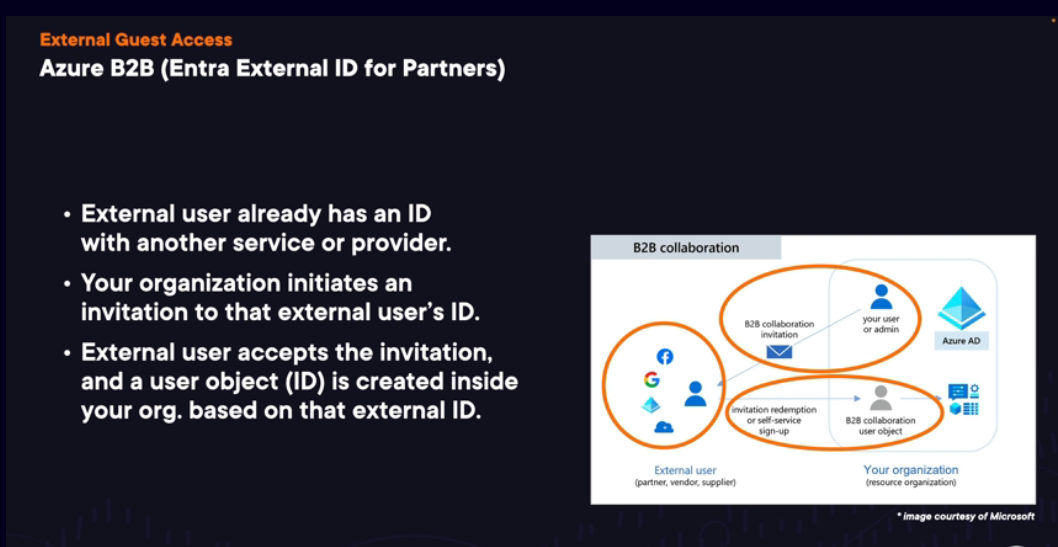 External Guest Access
Azure B2B (Entra External ID for Partners)
• External user already has an ID
with another service or provider.
• Your organization initiates an
invitation to that external user's ID.
• External user accepts the invitation,
and a user object (ID) is created inside
your org. based on that external ID.
B2B collaboration
B2B collaboration
invitation
your user
or admin
Azure AD
invitation redemption
or self-service
sign-up
B2B collaboration
user object
External user
(partner, vendor, supplier)
Your organization
(resource organization)
* image courtesy of Microsoft